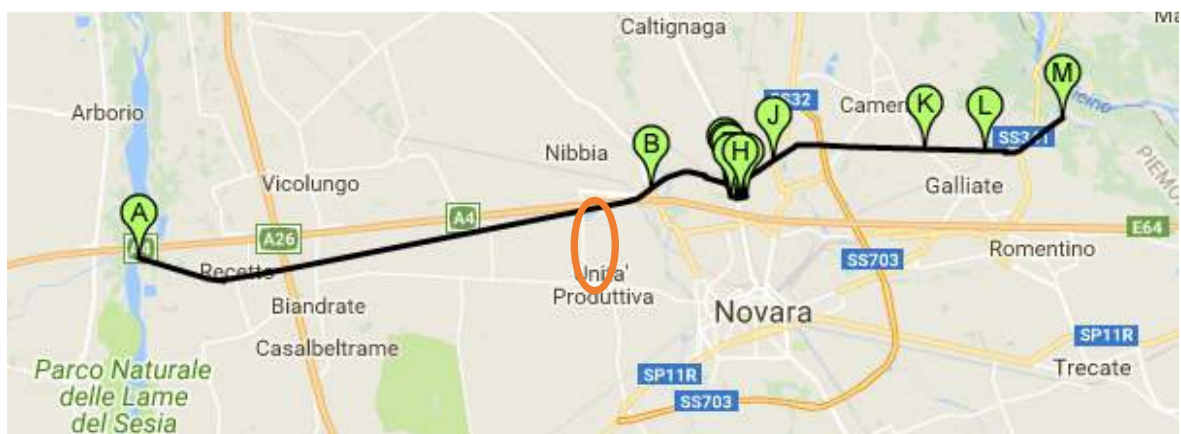 Caltignaga
Ma
Arborio
SS32
Camer
M
K
L
J
H
B
Nibbia
SS341
Vicolungo
Galliate
A
A4
A26
E64
Recetto
Romentino
SS703
Unita'
Produttiva
Biandrate
Novara
Casalbeltrame
SP11R
Parco Naturale
delle Lame
del Sesia
SP11R
Trecate
SS703